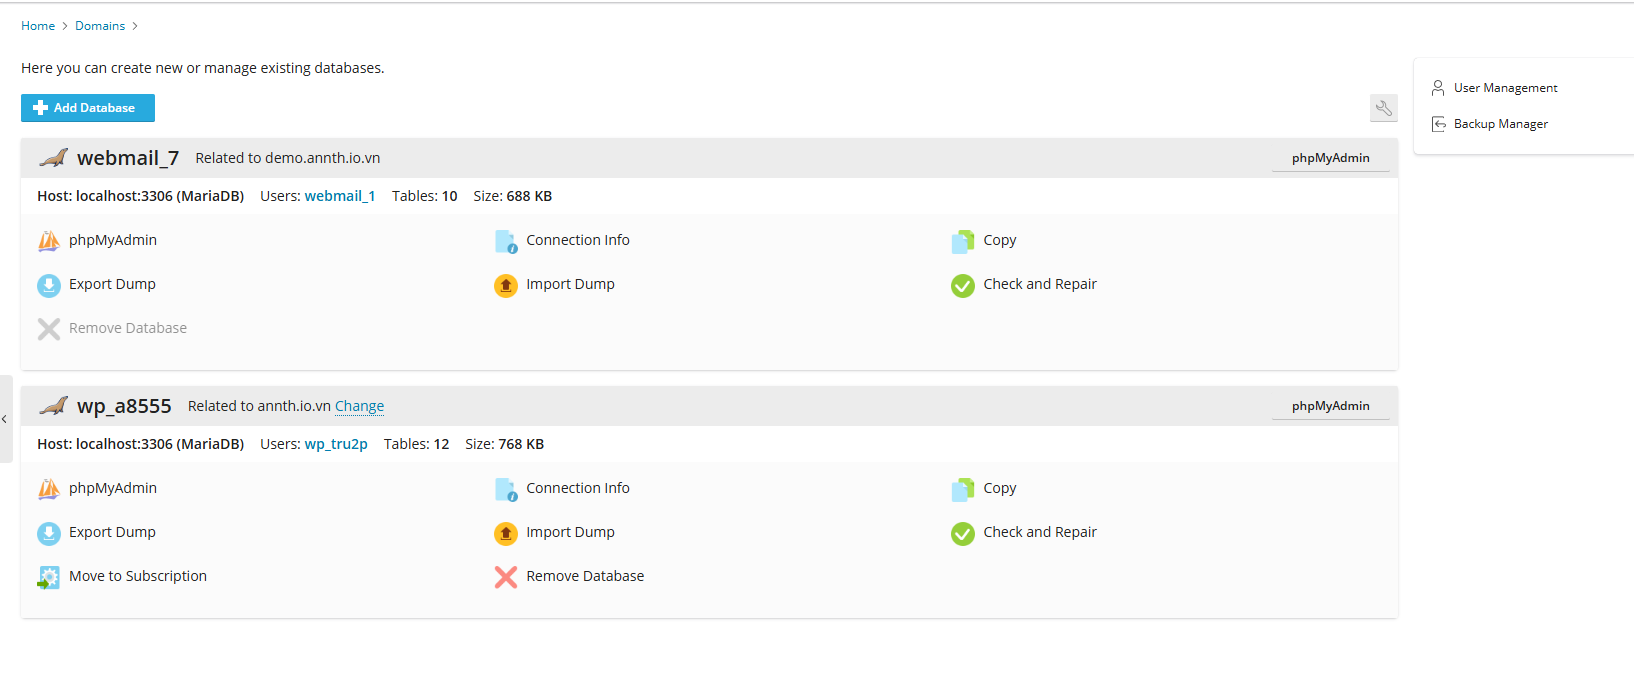 Home > Domains >
Here you can create new or manage existing databases.
Add Database
webmail_7 Related to demo.annth.io.vn phpMyAdmin
Host: localhost:3306 (MariaDB) Users: webmail_1 Tables: 10 Size: 688 KB
phpMyAdmin Connection Info Copy
Export Dump Import Dump Check and Repair
Remove Database
wp_a8555 Related to annth.io.vn Change phpMyAdmin
Host: localhost:3306 (MariaDB) Users: wp_tru2p Tables: 12 Size: 768 KB
phpMyAdmin Connection Info Copy
Export Dump Import Dump Check and Repair
Move to Subscription Remove Database
User Management
Backup Manager